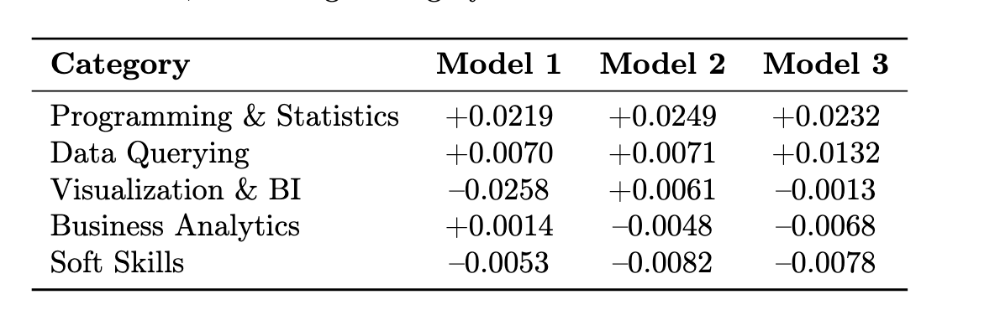 Category Model 1 Model 2 Model 3
Programming & Statistics +0.0219 +0.0249 +0.0232
Data Querying +0.0070 +0.0071 +0.0132
Visualization & BI –0.0258 +0.0061 –0.0013
Business Analytics +0.0014 –0.0048 –0.0068
Soft Skills –0.0053 –0.0082 –0.0078